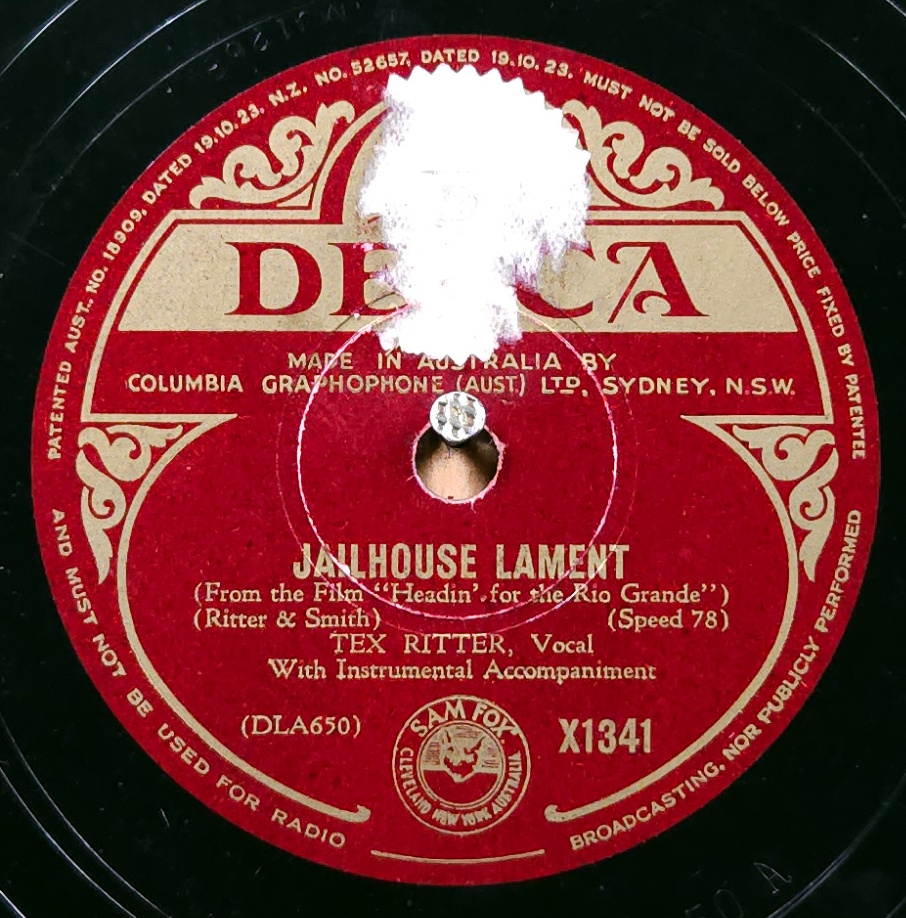 PATENTED AUST. NO. 18909, DATED 19.10.23. N.Z. NO. 52657, DATED 19.10.23. MUST NOT BE SOLD BELOW PRICE FIXED BY PATENTEE
MADE IN AUSTRALIA BY
COLUMBIA GRAPHOPHONE (AUST) LTD, SYDNEY, N.S.W.
JAILHOUSE LAMENT
(From the Film "Headin' for the Rio Grande")
(Ritter & Smith) (Speed 78)
TEX RITTER, Vocal
With Instrumental Accompaniment
(DLA650) X1341
SAM FOX
CLEVELAND NEW YORK AUSTRALIA
AND MUST NOT BE USED FOR RADIO BROADCASTING, NOR PUBLICLY PERFORMED